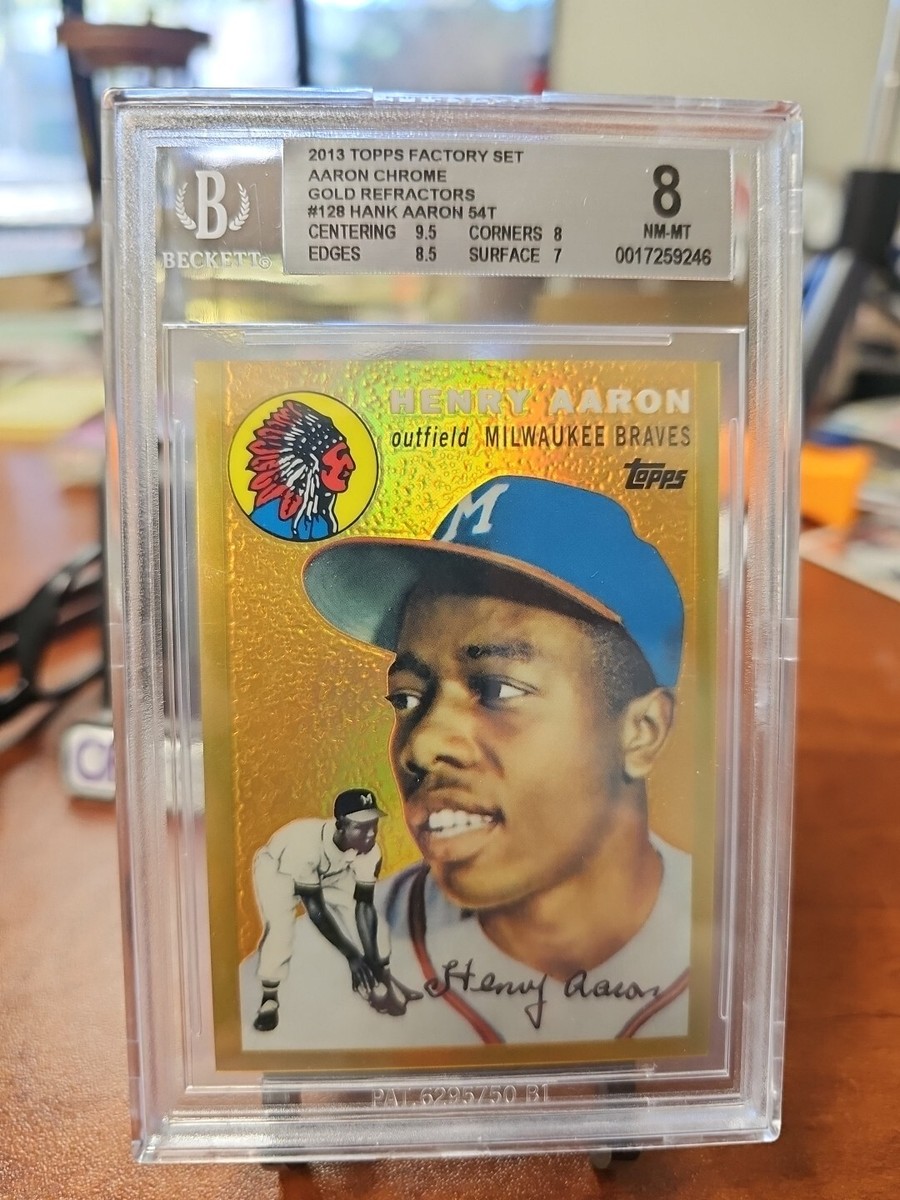 2013 TOPPS FACTORY SET
AARON CHROME
GOLD REFRACTORS
#128 HANK AARON 54T
CENTERING 9.5 CORNERS 8
EDGES 8.5 SURFACE 7
8
NM-MT
0017259246
B
BECKETT®
HENRY AARON
outfield MILWAUKEE BRAVES
Topps
M
M
Henry Aaron
PAT.6295750 B1